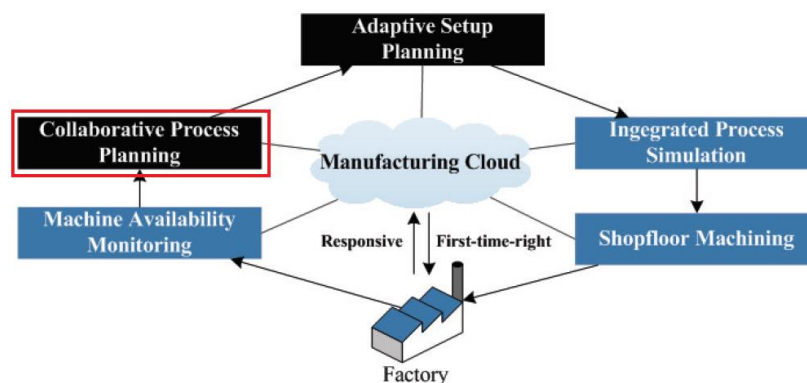 Adaptive Setup
Planning
Collaborative Process
Planning
Manufacturing Cloud
Ingegrated Process
Simulation
Machine Availability
Monitoring
Responsive
First-time-right
Shopfloor Machining
Factory